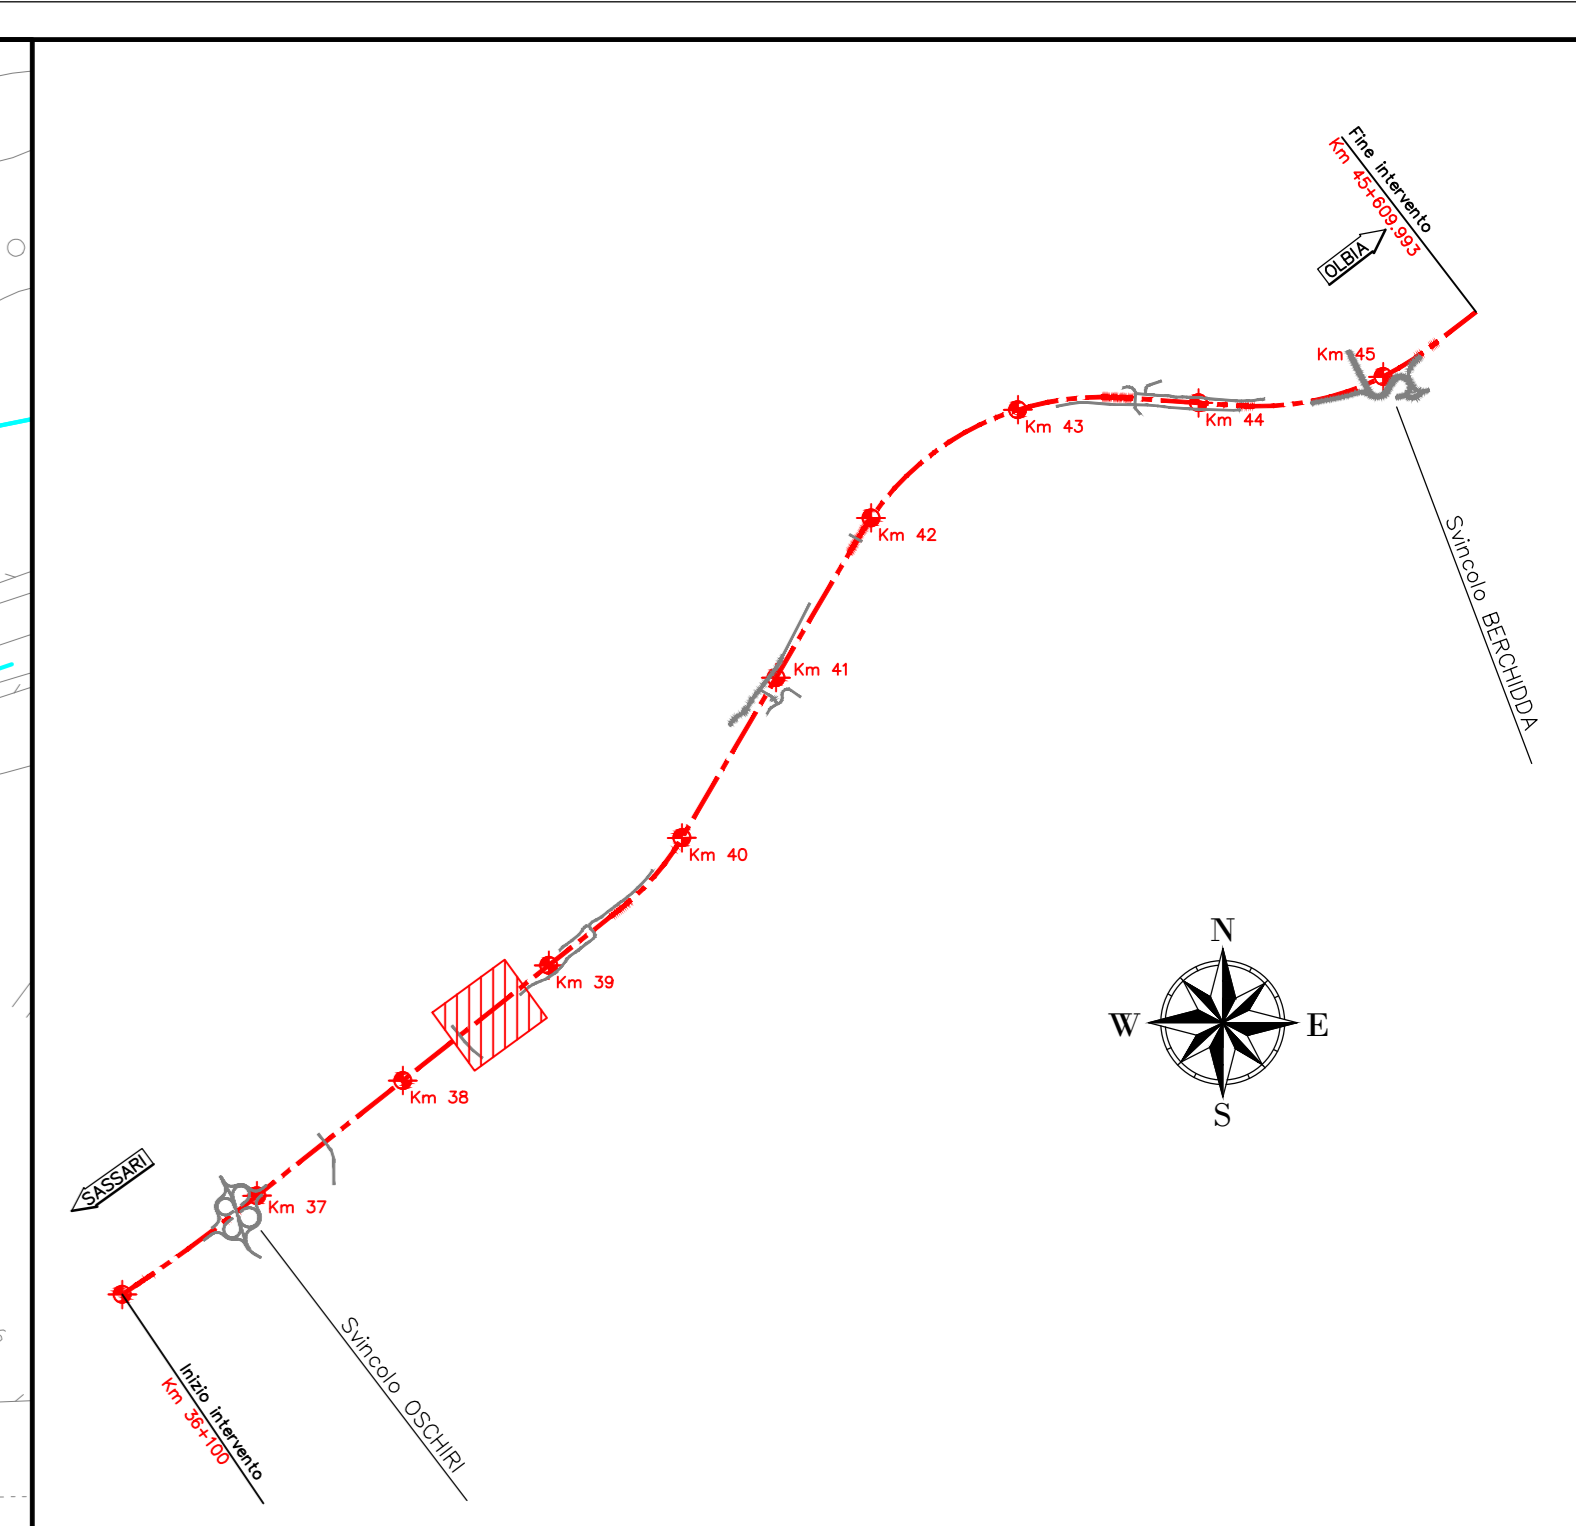 Fine intervento
Km 45+609.993
OLBIA
Km 45
Km 43
Km 44
Km 42
Svincolo BERCHIDDA
Km 41
Km 40
N
W
E
S
Km 39
Km 38
SASSARI
Km 37
Svincolo OSCHIRI
Inizio intervento
Km 36+100